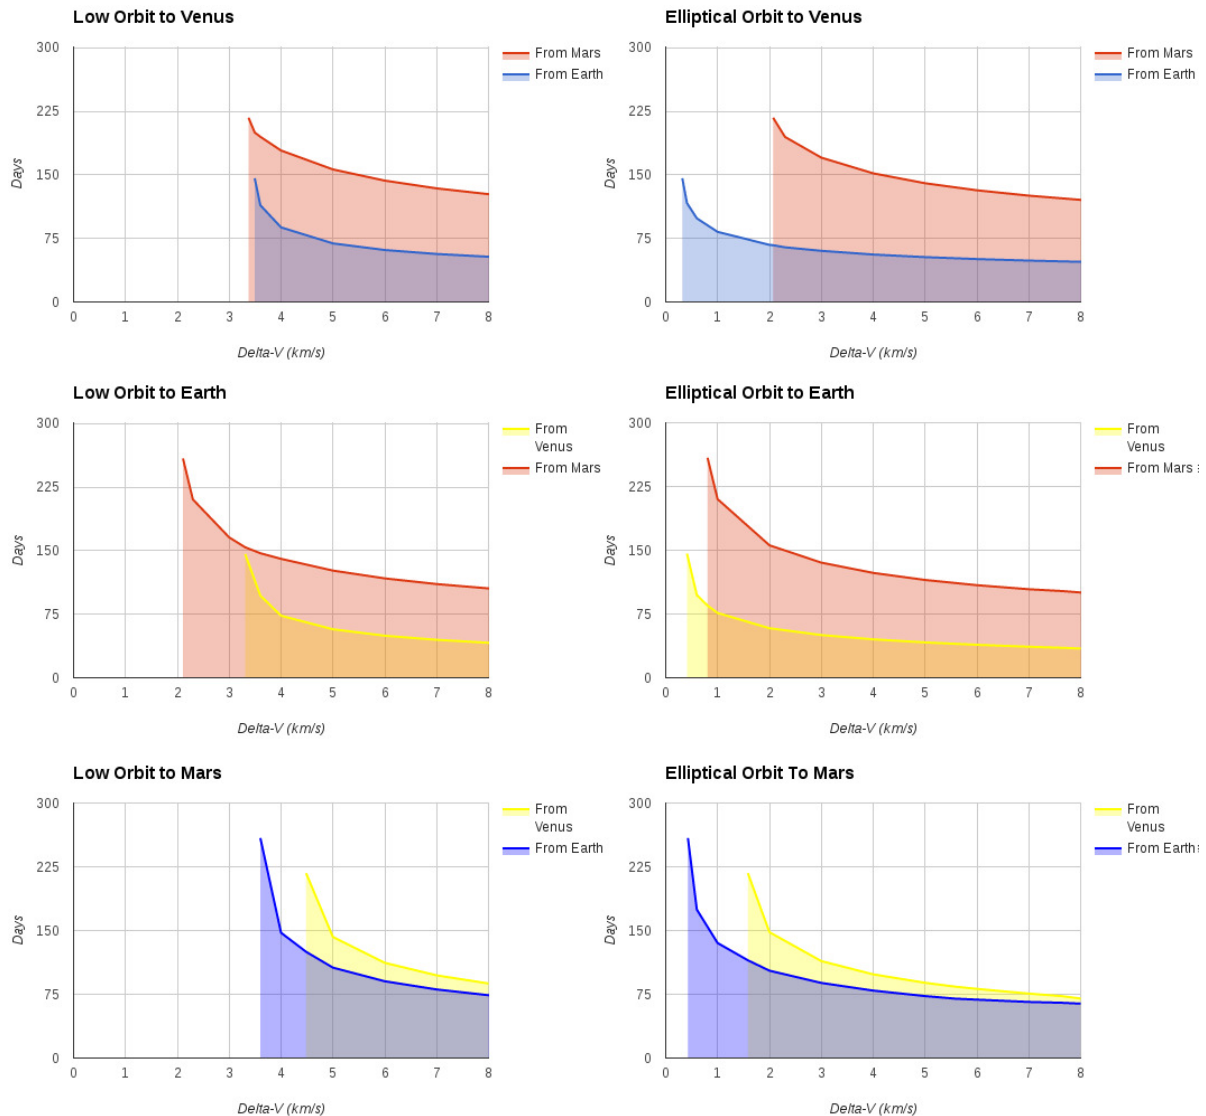 Low Orbit to Venus
300
225
150
75
0
Days
0 1 2 3 4 5 6 7 8
Delta-V (km/s)
From Mars
From Earth
Elliptical Orbit to Venus
300
225
150
75
0
Days
0 1 2 3 4 5 6 7 8
Delta-V (km/s)
From Mars
From Earth
Low Orbit to Earth
300
225
150
75
0
Days
0 1 2 3 4 5 6 7 8
Delta-V (km/s)
From
Venus
From Mars
Elliptical Orbit to Earth
300
225
150
75
0
Days
0 1 2 3 4 5 6 7 8
Delta-V (km/s)
From
Venus
From Mars
Low Orbit to Mars
300
225
150
75
0
Days
0 1 2 3 4 5 6 7 8
Delta-V (km/s)
From
Venus
From Earth
Elliptical Orbit To Mars
300
225
150
75
0
Days
0 1 2 3 4 5 6 7 8
Delta-V (km/s)
From
Venus
From Earth